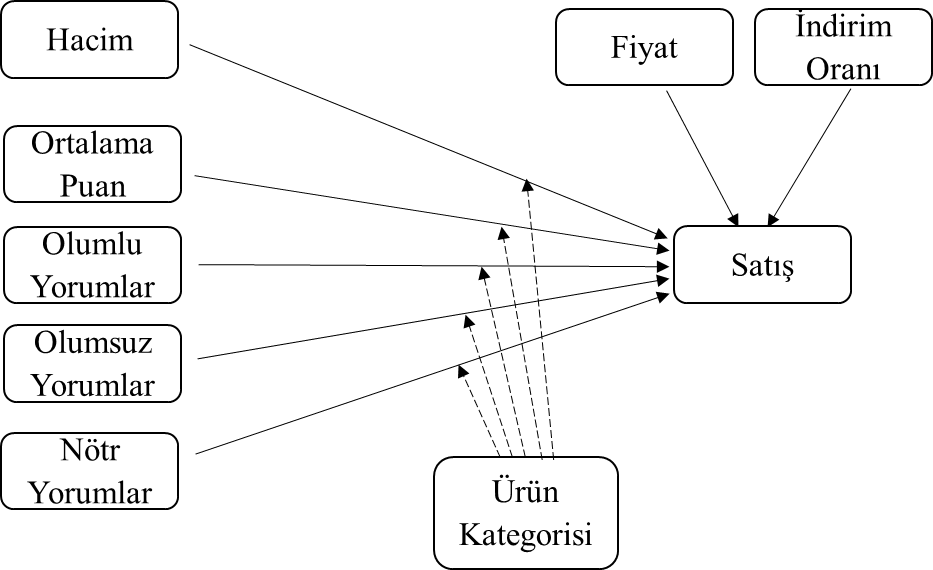 Hacim
Fiyat
İndirim
Oranı
Ortalama
Puan
Olumlu
Yorumlar
Satış
Olumsuz
Yorumlar
Nötr
Yorumlar
Ürün
Kategorisi